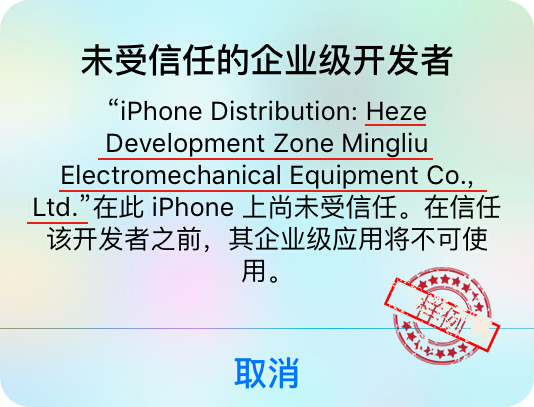 未受信任的企业级开发者
“iPhone Distribution: Heze
Development Zone Mingliu
Electromechanical Equipment Co.,
Ltd.”在此 iPhone 上尚未受信任。在信任
该开发者之前，其企业级应用将不可使
用。
样例
取消